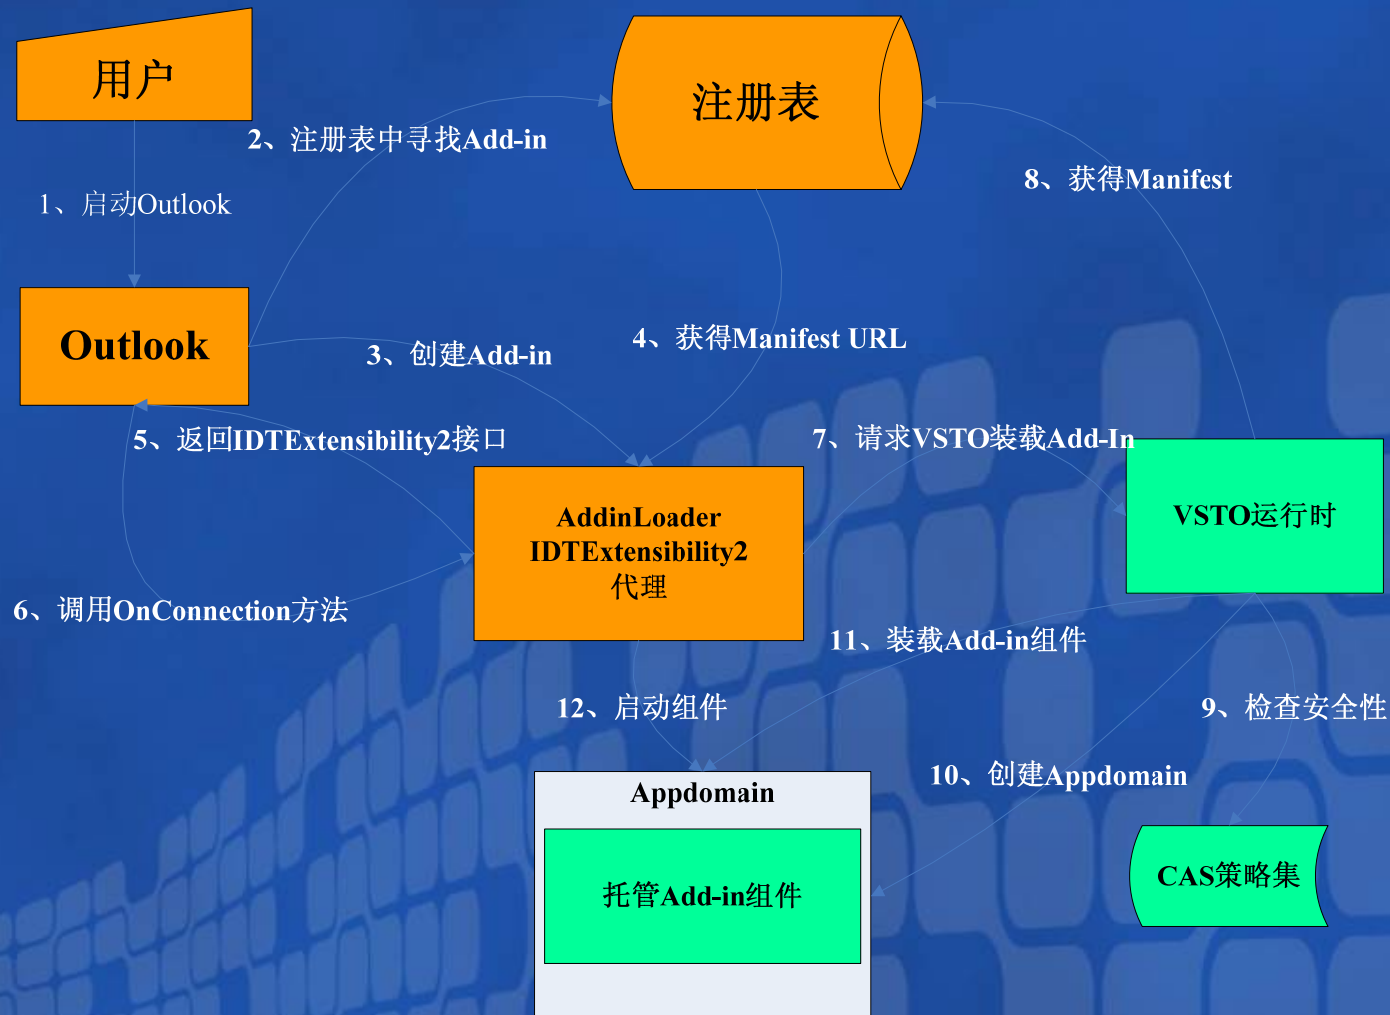 用户
注册表
2、注册表中寻找Add-in
8、获得Manifest
1、启动Outlook
Outlook
3、创建Add-in
4、获得Manifest URL
5、返回IDTExtensibility2接口
7、请求VSTO装载Add-In
AddinLoader
IDTExtensibility2
代理
VSTO运行时
6、调用OnConnection方法
11、装载Add-in组件
12、启动组件
9、检查安全性
10、创建Appdomain
Appdomain
托管Add-in组件
CAS策略集